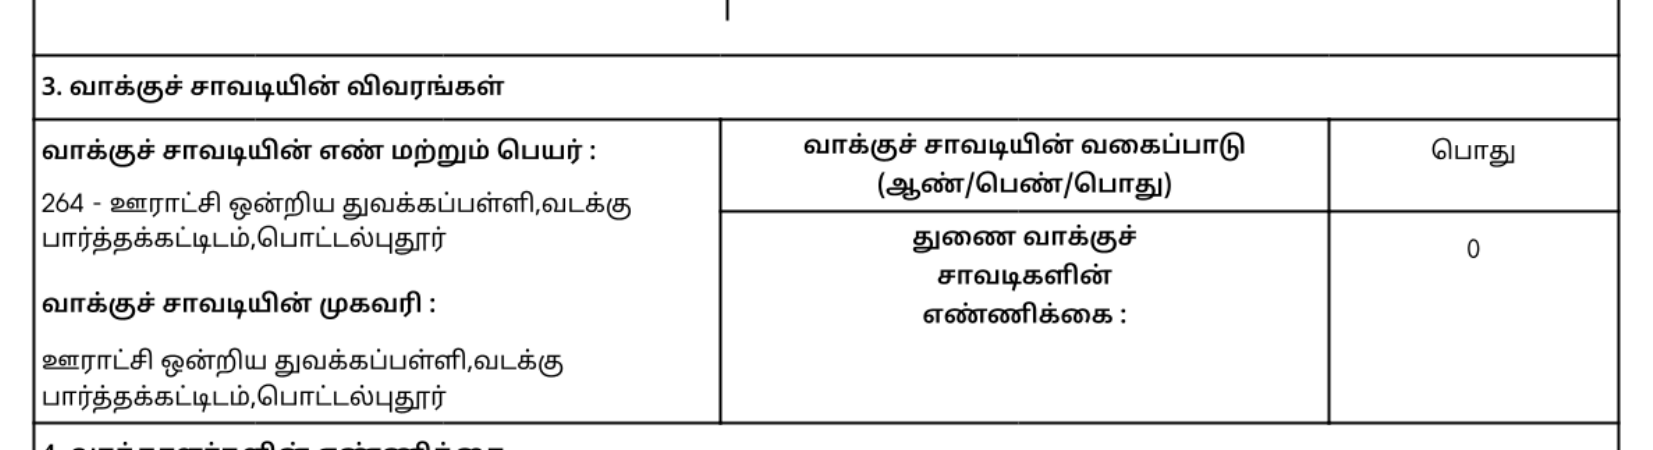 3. வாக்குச் சாவடியின் விவரங்கள்
வாக்குச் சாவடியின் எண் மற்றும் பெயர் :
264 - ஊராட்சி ஒன்றிய துவக்கப்பள்ளி,வடக்கு
பார்த்தக்கட்டிடம்,பொட்டல்புதூர்
வாக்குச் சாவடியின் முகவரி :
ஊராட்சி ஒன்றிய துவக்கப்பள்ளி,வடக்கு
பார்த்தக்கட்டிடம்,பொட்டல்புதூர்
வாக்குச் சாவடியின் வகைப்பாடு
(ஆண்/பெண்/பொது)
பொது
துணை வாக்குச்
சாவடிகளின்
எண்ணிக்கை :
0